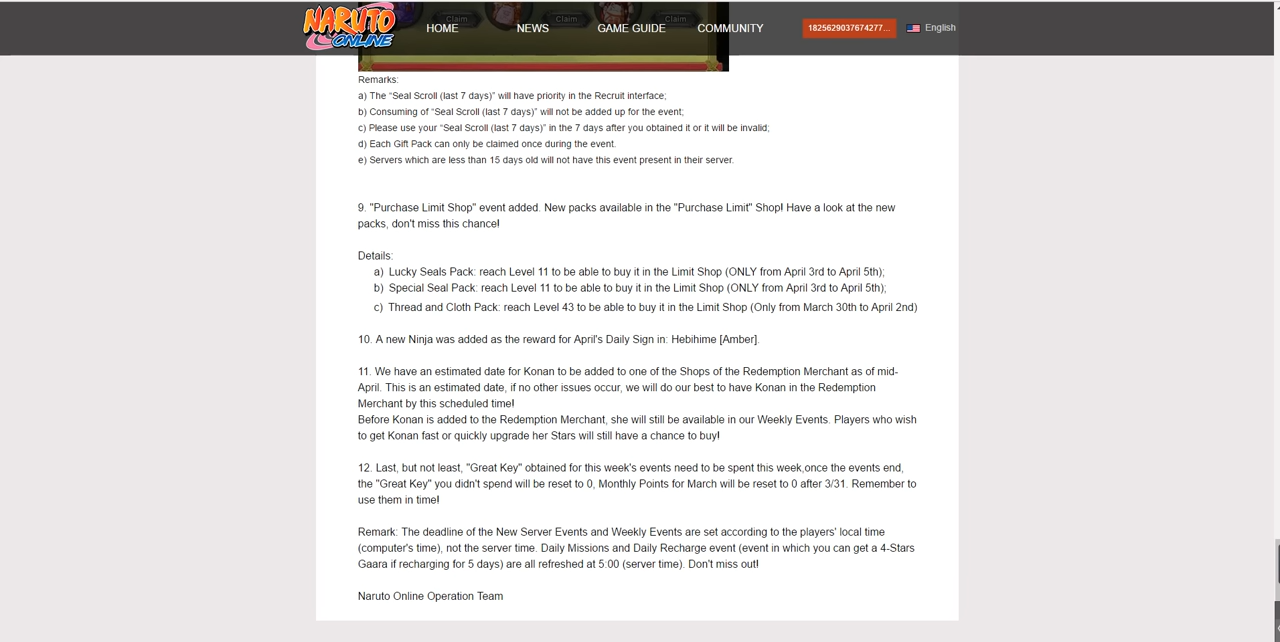 Claim Claim Claim
NARUTO
ONLINE
HOME NEWS GAME GUIDE COMMUNITY 1825629037674277... English
Remarks:
a) The “Seal Scroll (last 7 days)” will have priority in the Recruit interface;
b) Consuming of “Seal Scroll (last 7 days)” will not be added up for the event;
c) Please use your “Seal Scroll (last 7 days)” in the 7 days after you obtained it or it will be invalid;
d) Each Gift Pack can only be claimed once during the event.
e) Servers which are less than 15 days old will not have this event present in their server.
9. "Purchase Limit Shop" event added. New packs available in the "Purchase Limit" Shop! Have a look at the new
packs, don't miss this chance!
Details:
a) Lucky Seals Pack: reach Level 11 to be able to buy it in the Limit Shop (ONLY from April 3rd to April 5th);
b) Special Seal Pack: reach Level 11 to be able to buy it in the Limit Shop (ONLY from April 3rd to April 5th);
c) Thread and Cloth Pack: reach Level 43 to be able to buy it in the Limit Shop (Only from March 30th to April 2nd)
10. A new Ninja was added as the reward for April's Daily Sign in: Hebihime [Amber].
11. We have an estimated date for Konan to be added to one of the Shops of the Redemption Merchant as of mid-
April. This is an estimated date, if no other issues occur, we will do our best to have Konan in the Redemption
Merchant by this scheduled time!
Before Konan is added to the Redemption Merchant, she will still be available in our Weekly Events. Players who wish
to get Konan fast or quickly upgrade her Stars will still have a chance to buy!
12. Last, but not least, "Great Key" obtained for this week's events need to be spent this week,once the events end,
the "Great Key" you didn't spend will be reset to 0, Monthly Points for March will be reset to 0 after 3/31. Remember to
use them in time!
Remark: The deadline of the New Server Events and Weekly Events are set according to the players' local time
(computer's time), not the server time. Daily Missions and Daily Recharge event (event in which you can get a 4-Stars
Gaara if recharging for 5 days) are all refreshed at 5:00 (server time). Don't miss out!
Naruto Online Operation Team